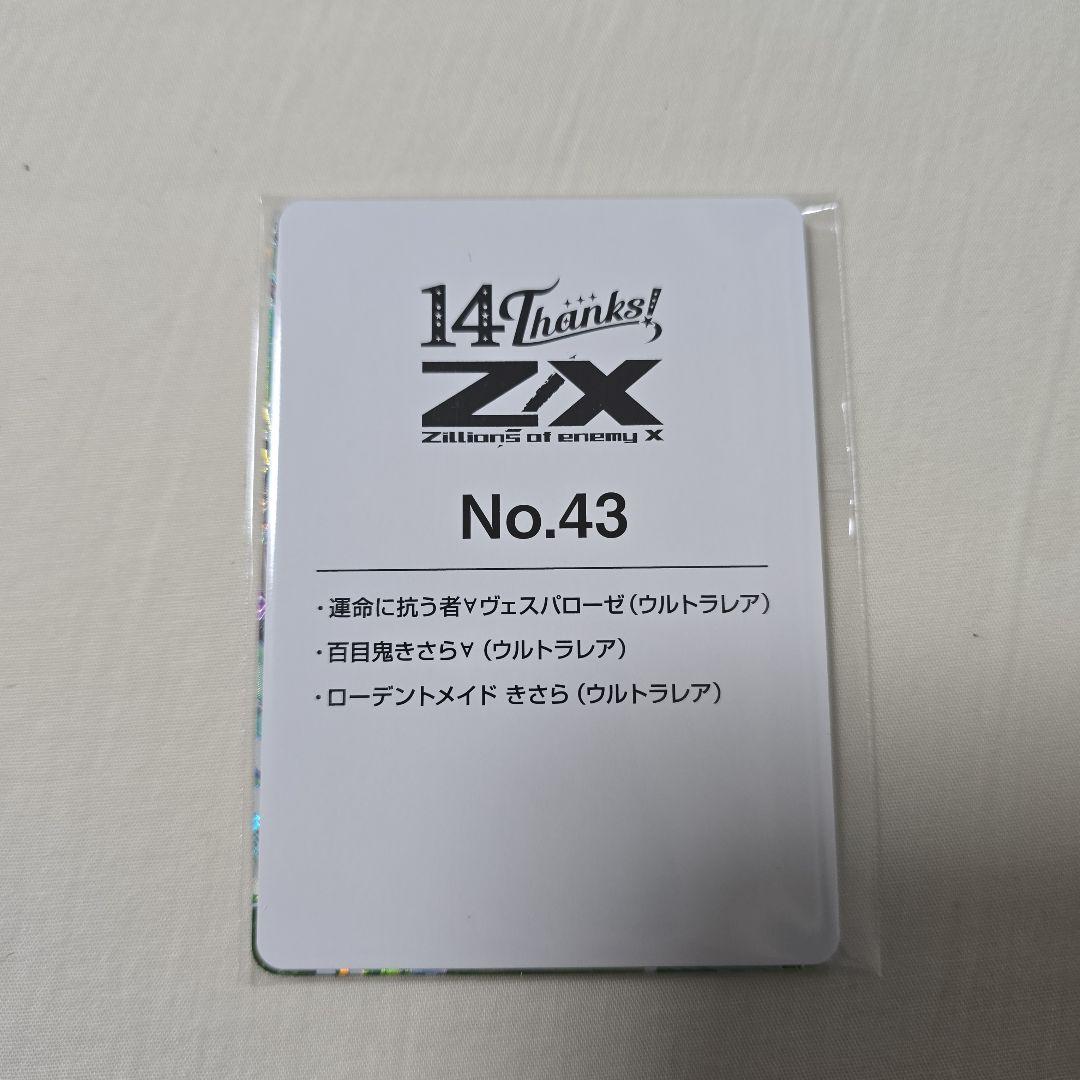 14 Thanks!
Z/X
Zillions of enemy X
No.43
・運命に抗う者∀ヴェスパローゼ(ウルトラレア)
・百目鬼きさら∀(ウルトラレア)
・ローデントメイド きさら(ウルトラレア)